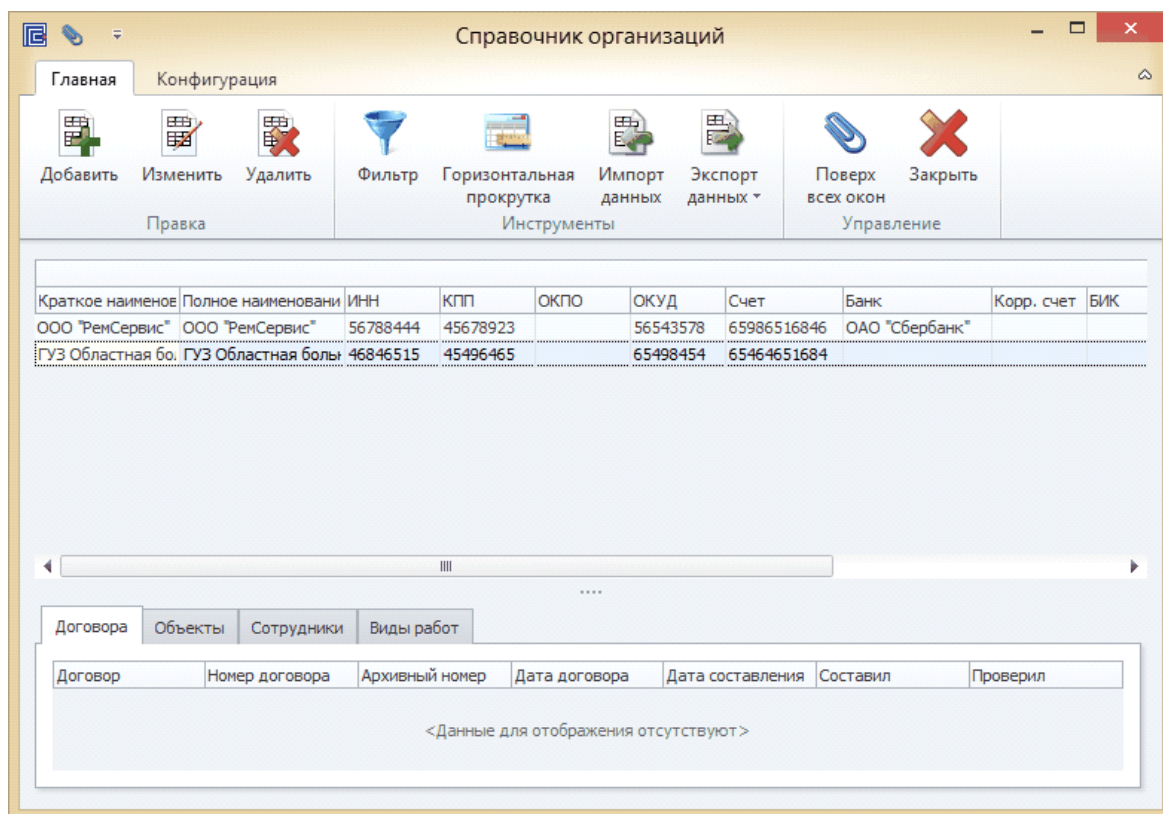 Справочник организаций
Главная Конфигурация
Добавить Изменить Удалить Фильтр Горизонтальная прокрутка Импорт данных Экспорт данных Поверх всех окон Закрыть
Правка Инструменты Управление
Краткое наименов Полное наименовани ИНН КПП ОКПО ОКУД Счет Банк Корр. счет БИК
ООО "РемСервис" ООО "РемСервис" 56788444 45678923 56543578 65986516846 ОАО "Сбербанк"
ГУЗ Областная бо. ГУЗ Областная больн 46846515 45496465 65498454 65464651684
Договора Объекты Сотрудники Виды работ
Договор Номер договора Архивный номер Дата договора Дата составления Составил Проверил
<Данные для отображения отсутствуют>